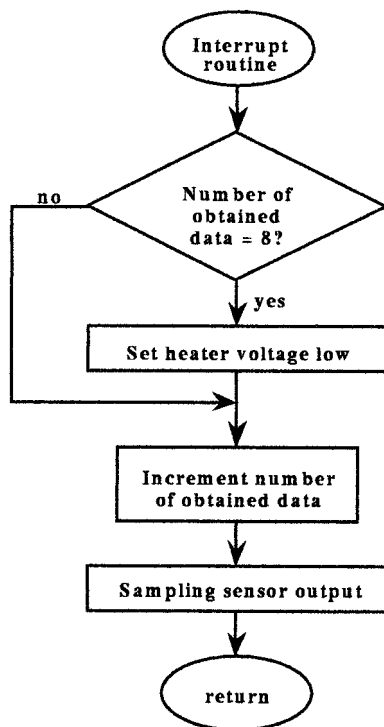 Interrupt
routine
no
Number of
obtained
data = 8?
yes
Set heater voltage low
Increment number
of obtained data
Sampling sensor output
return